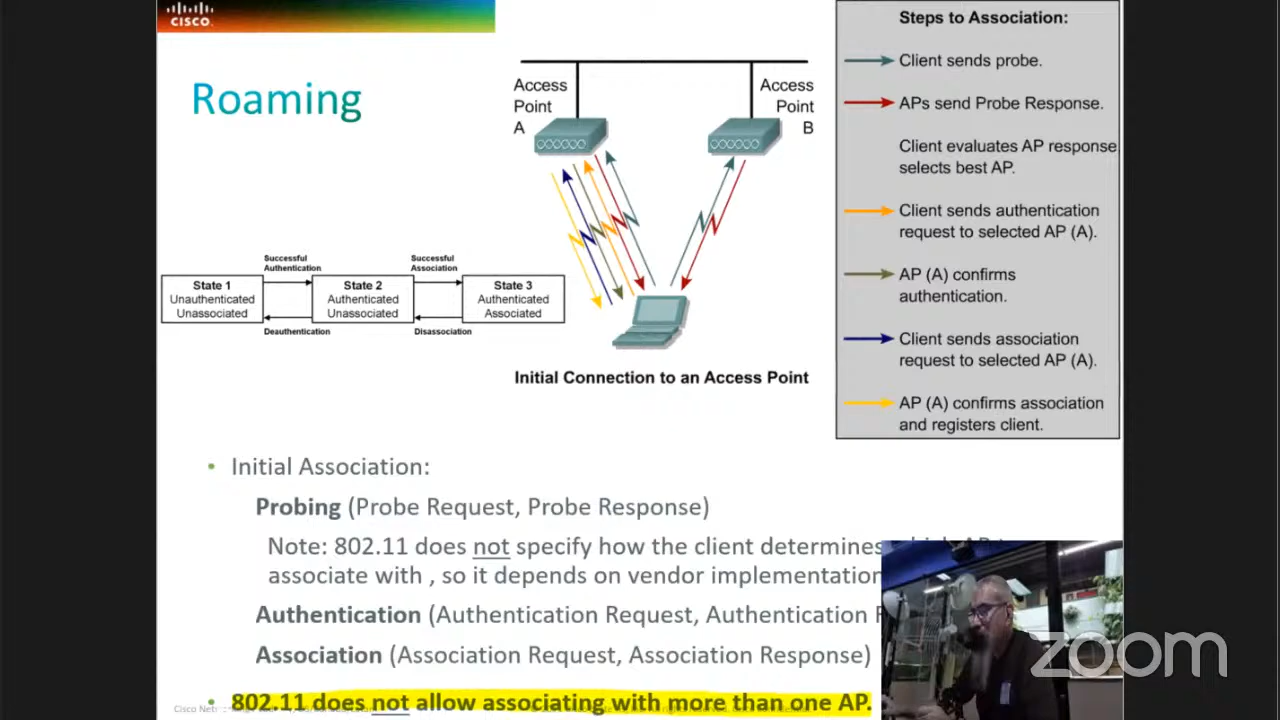 CISCO
Roaming
Access
Point
A
Access
Point
B
Successful
Authentication
Successful
Association
State 1
Unauthenticated
Unassociated
State 2
Authenticated
Unassociated
State 3
Authenticated
Associated
Deauthentication
Disassociation
Initial Connection to an Access Point
Steps to Association:
Client sends probe.
APs send Probe Response.
Client evaluates AP response
selects best AP.
Client sends authentication
request to selected AP (A).
AP (A) confirms
authentication.
Client sends association
request to selected AP (A).
AP (A) confirms association
and registers client.
• Initial Association:
Probing (Probe Request, Probe Response)
Note: 802.11 does not specify how the client determines
associate with , so it depends on vendor implementation
Authentication (Authentication Request, Authentication
Association (Association Request, Association Response)
• 802.11 does not allow associating with more than one AP.
zoom